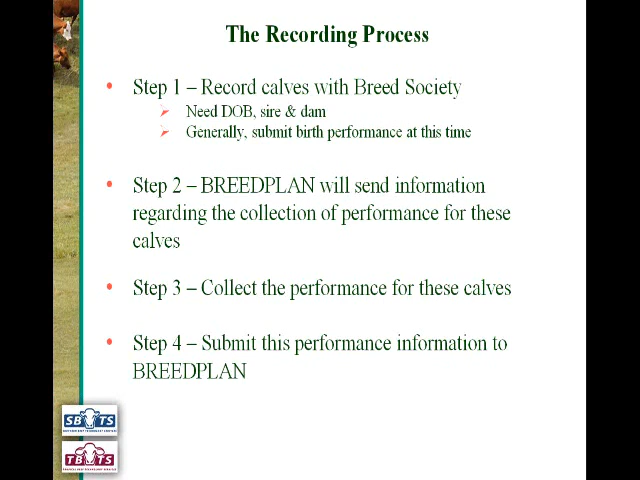 The Recording Process
• Step 1 – Record calves with Breed Society
➢ Need DOB, sire & dam
➢ Generally, submit birth performance at this time
• Step 2 – BREEDPLAN will send information
regarding the collection of performance for these
calves
• Step 3 – Collect the performance for these calves
• Step 4 – Submit this performance information to
BREEDPLAN
SBTS
TBTS